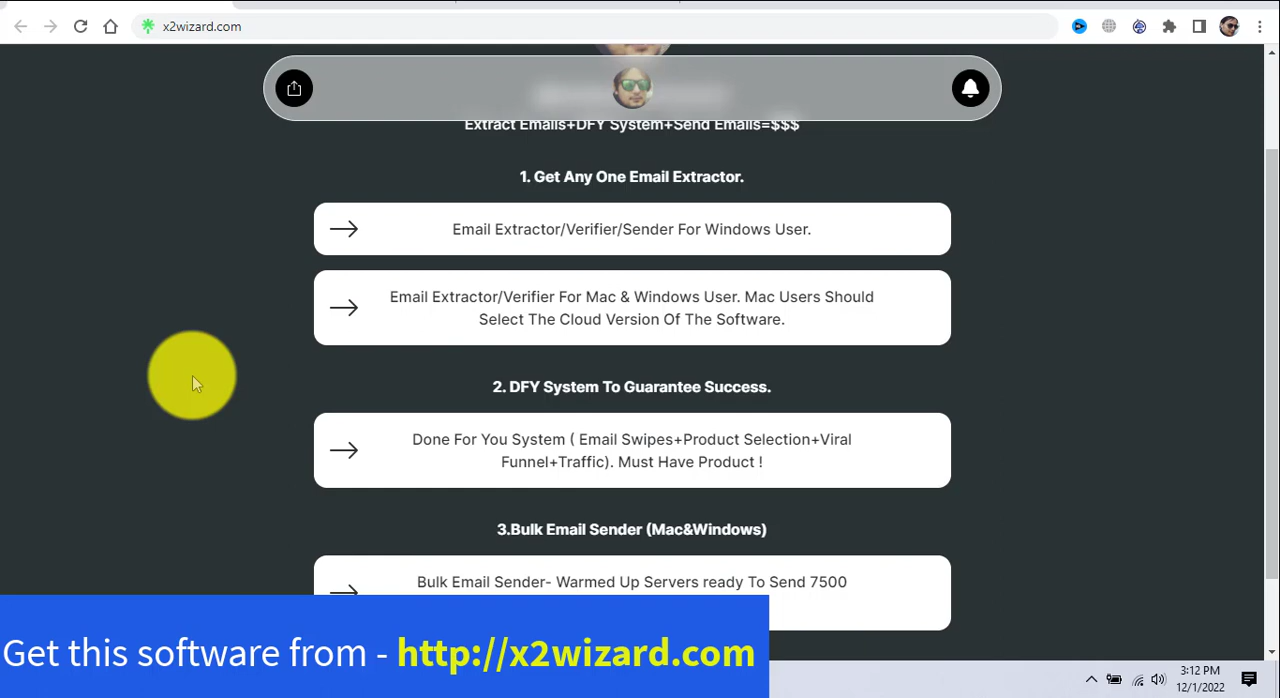 x2wizard.com
Extract Emails+DFY System+Send Emails=$$$
1. Get Any One Email Extractor.
Email Extractor/Verifier/Sender For Windows User.
Email Extractor/Verifier For Mac & Windows User. Mac Users Should
Select The Cloud Version Of The Software.
2. DFY System To Guarantee Success.
Done For You System ( Email Swipes+Product Selection+Viral
Funnel+Traffic). Must Have Product !
3.Bulk Email Sender (Mac&Windows)
Bulk Email Sender- Warmed Up Servers ready To Send 7500
Get this software from - http://x2wizard.com
3:12 PM
12/1/2022